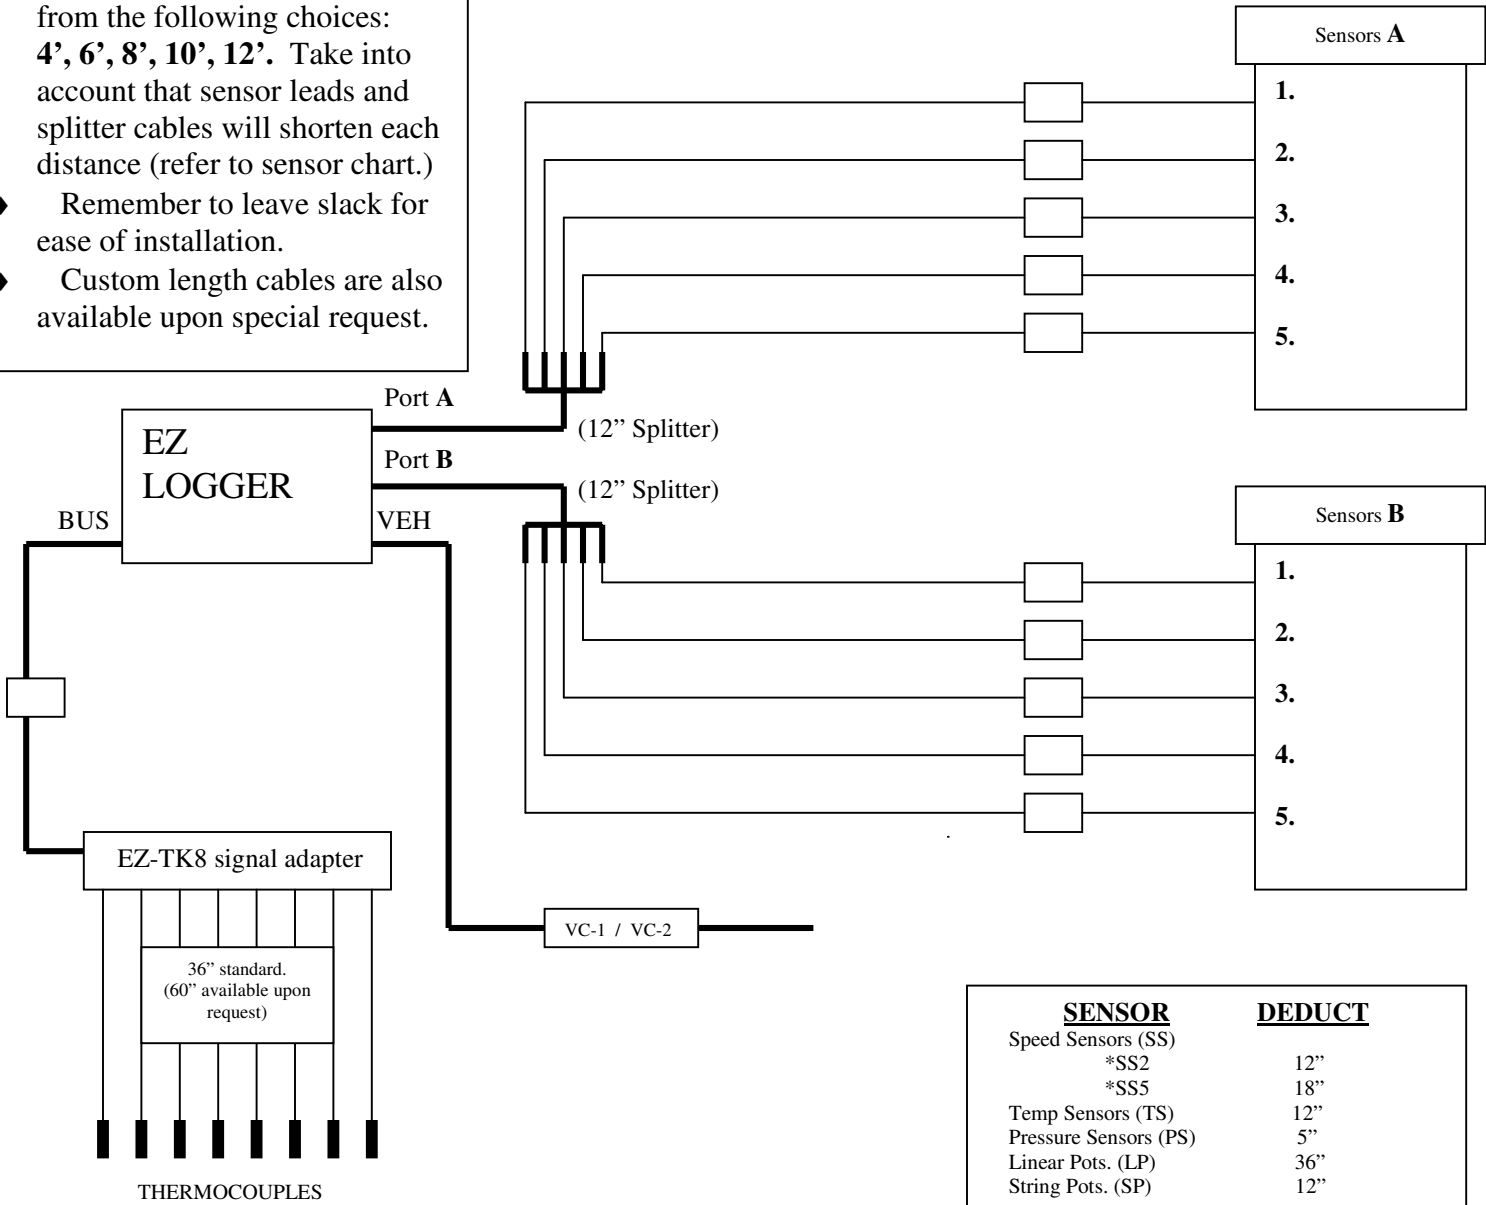 from the following choices:
4’, 6’, 8’, 10’, 12’. Take into
account that sensor leads and
splitter cables will shorten each
distance (refer to sensor chart.)
♦ Remember to leave slack for
ease of installation.
♦ Custom length cables are also
available upon special request.
Sensors A
1.
2.
3.
4.
5.
Port A
(12” Splitter)
EZ
LOGGER
Port B
(12” Splitter)
BUS
VEH
Sensors B
1.
2.
3.
4.
5.
EZ-TK8 signal adapter
VC-1 / VC-2
36” standard.
(60” available upon
request)
THERMOCOUPLES
SENSOR DEDUCT
Speed Sensors (SS)
*SS2 12”
*SS5 18”
Temp Sensors (TS) 12”
Pressure Sensors (PS) 5”
Linear Pots. (LP) 36”
String Pots. (SP) 12”